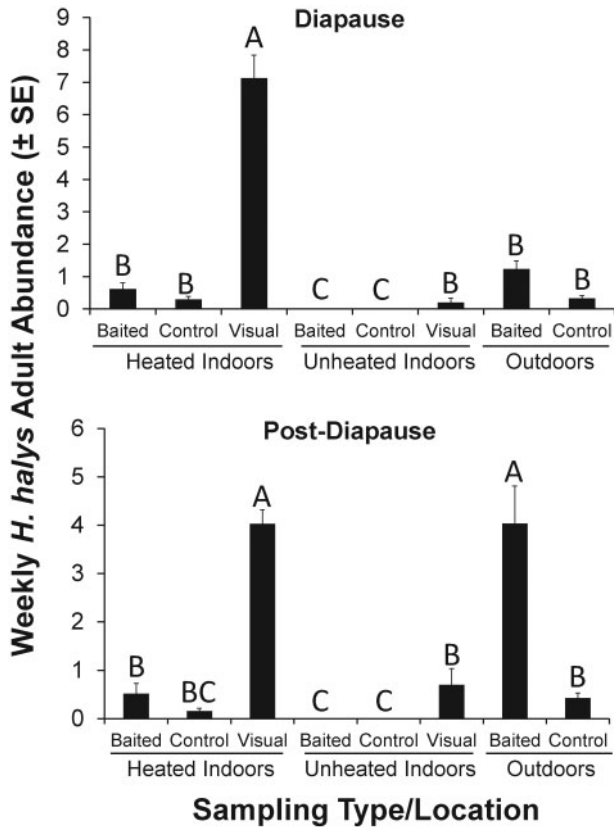 Weekly H. halys Adult Abundance (± SE)
Diapause
9
8
7
6
5
4
3
2
1
0
B
B
A
C
C
B
B
B
Baited Control Visual Baited Control Visual Baited Control
Heated Indoors Unheated Indoors Outdoors
Post-Diapause
6
5
4
3
2
1
0
B
BC
A
C
C
B
A
B
Baited Control Visual Baited Control Visual Baited Control
Heated Indoors Unheated Indoors Outdoors
Sampling Type/Location